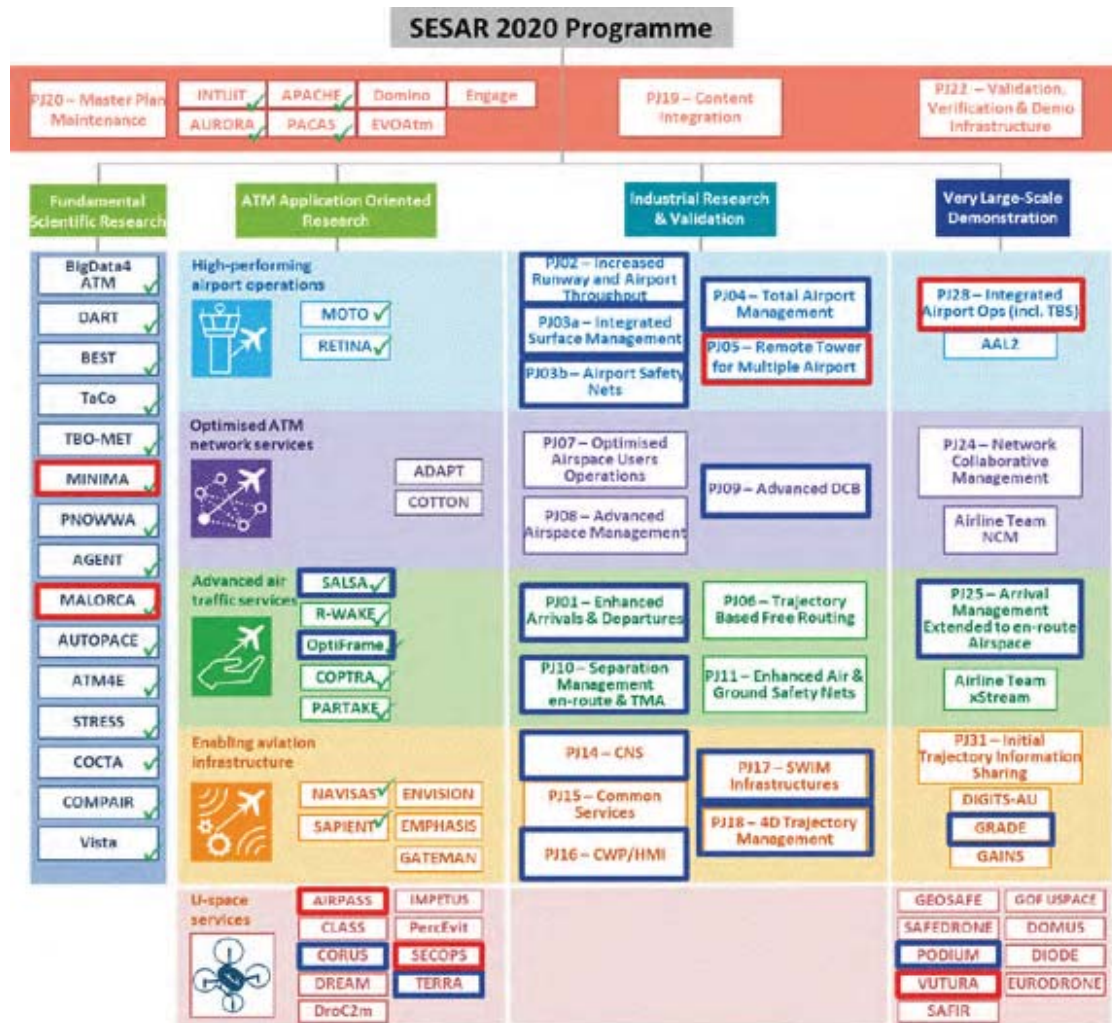 SESAR 2020 Programme
PJ20 – Master Plan
Maintenance
INTUIT
APACHE
Domino
Engage
AURORA
PACAS
EVOAtm
PJ19 – Content
Integration
PJ22 – Validation,
Verification & Demo
Infrastructure
Fundamental
Scientific Research
ATM Application Oriented
Research
Industrial Research
& Validation
Very Large-Scale
Demonstration
BigData4
ATM
DART
BEST
TaCo
TBO-MET
MINIMA
PNOWWA
AGENT
MALORCA
AUTOPACE
ATM4E
STRESS
COCTA
COMPAIR
Vista
High-performing
airport operations
MOTO
RETINA
PJ02 – Increased
Runway and Airport
Throughput
PJ03a – Integrated
Surface Management
PJ03b – Airport Safety
Nets
PJ04 – Total Airport
Management
PJ05 – Remote Tower
for Multiple Airport
PJ28 – Integrated
Airport Ops (incl. TBS)
AAL2
Optimised ATM
network services
ADAPT
COTTON
PJ07 – Optimised
Airspace Users
Operations
PJ08 – Advanced
Airspace Management
PJ09 – Advanced DCB
PJ24 – Network
Collaborative
Management
Airline Team
NCM
Advanced air
traffic services
SALSA
R-WAKE
OptiFrame
COPTRA
PARTAKE
PJ01 – Enhanced
Arrivals & Departures
PJ10 – Separation
Management
en-route & TMA
PJ06 – Trajectory
Based Free Routing
PJ11 – Enhanced Air &
Ground Safety Nets
PJ25 – Arrival
Management
Extended to en-route
Airspace
Airline Team
xStream
Enabling aviation
infrastructure
NAVISAS
ENVISION
SAPIENT
EMPHASIS
GATEMAN
PJ14 – CNS
PJ15 – Common
Services
PJ16 – CWP/HMI
PJ17 – SWIM
Infrastructures
PJ18 – 4D Trajectory
Management
PJ31 – Initial
Trajectory Information
Sharing
DIGITS-AU
GRADE
GAINS
U-space
services
AIRPASS
IMPETUS
CLASS
PercEvit
CORUS
SECOPS
DREAM
TERRA
DroC2m
GEOSAFE
GOF USPACE
SAFEDRONE
DOMUS
PODIUM
DIODE
VUTURA
EURODRONE
SAFIR